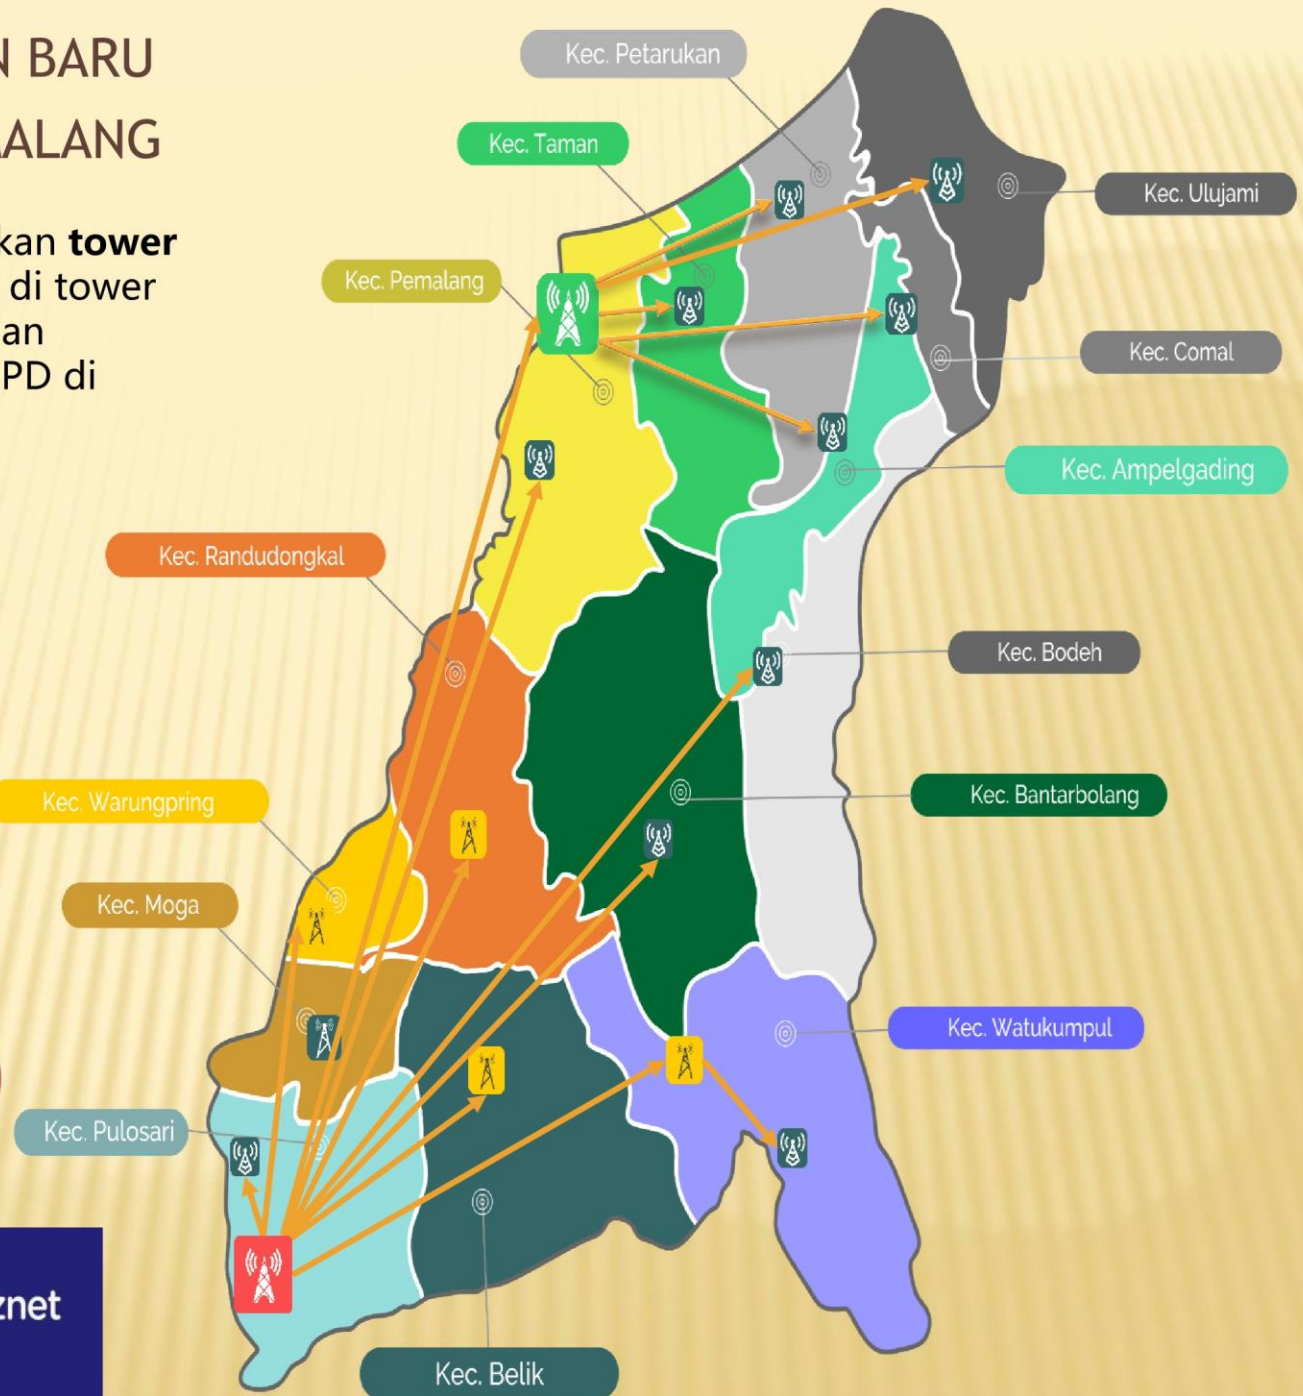 N BARU
MALANG
kan tower
di tower
an
PD di
Kec. Petarukan
Kec. Taman
Kec. Ulujami
Kec. Pemalang
Kec. Comal
Kec. Ampelgading
Kec. Randudongkal
Kec. Bodeh
Kec. Warungpring
Kec. Bantarbolang
Kec. Moga
Kec. Watukumpul
Kec. Pulosari
znet
Kec. Belik